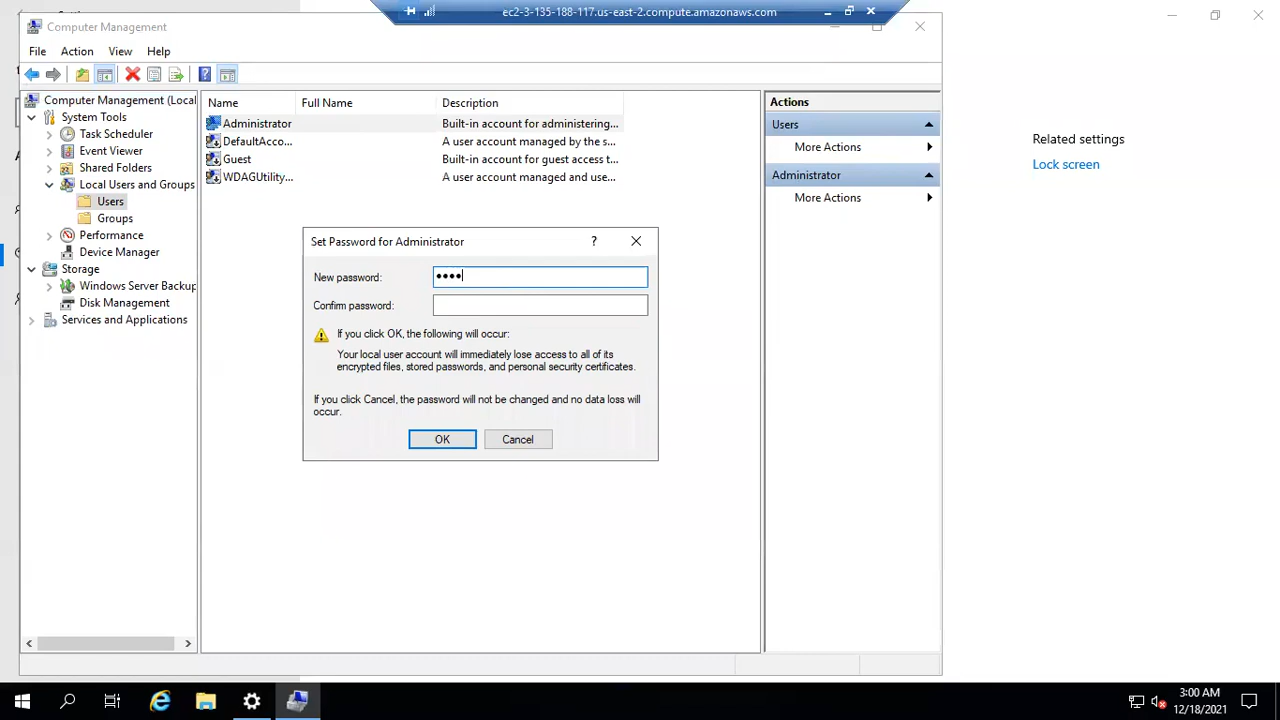 ec2-3-135-188-117.us-east-2.compute.amazonaws.com
Computer Management
File Action View Help
Computer Management (Local
System Tools
Task Scheduler
Event Viewer
Shared Folders
Local Users and Groups
Users
Groups
Performance
Device Manager
Storage
Windows Server Backup
Disk Management
Services and Applications
Name Full Name Description
Administrator Built-in account for administering...
DefaultAcco... A user account managed by the s...
Guest Built-in account for guest access t...
WDAGUtility... A user account managed and use...
Actions
Users
More Actions
Administrator
More Actions
Related settings
Lock screen
Set Password for Administrator
New password: ••••
Confirm password:
If you click OK, the following will occur:
Your local user account will immediately lose access to all of its
encrypted files, stored passwords, and personal security certificates.
If you click Cancel, the password will not be changed and no data loss will
occur.
OK Cancel
3:00 AM
12/18/2021